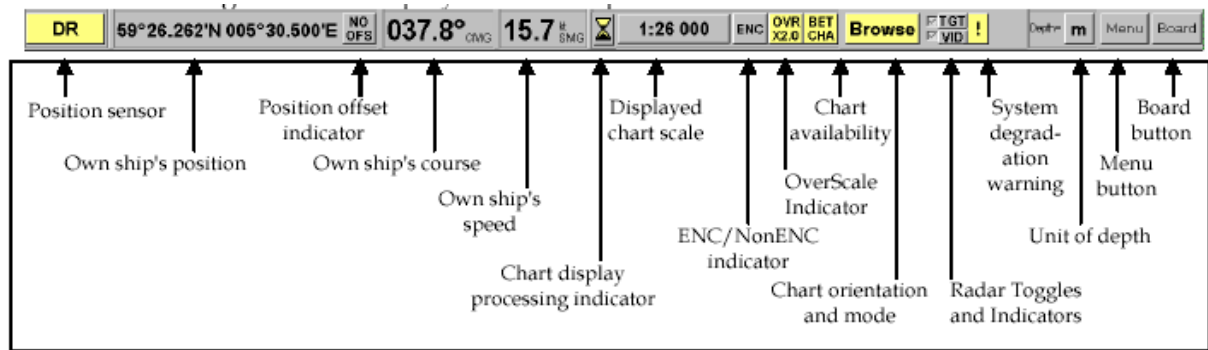 DR
59°26.262'N 005°30.500'E
NO
OFS
037.8° CMG
15.7 kt SMG
1:26 000
ENC
OVR
X2.0
BET
CHA
Browse
TGT
VID
!
Depth= m
Menu
Board
Position sensor
Own ship's position
Position offset
indicator
Own ship's course
Own ship's
speed
Chart display
processing indicator
Displayed
chart scale
ENC/NonENC
indicator
OverScale
Indicator
Chart
availability
Chart orientation
and mode
Radar Toggles
and Indicators
System
degrad-
ation
warning
Unit of depth
Menu
button
Board
button